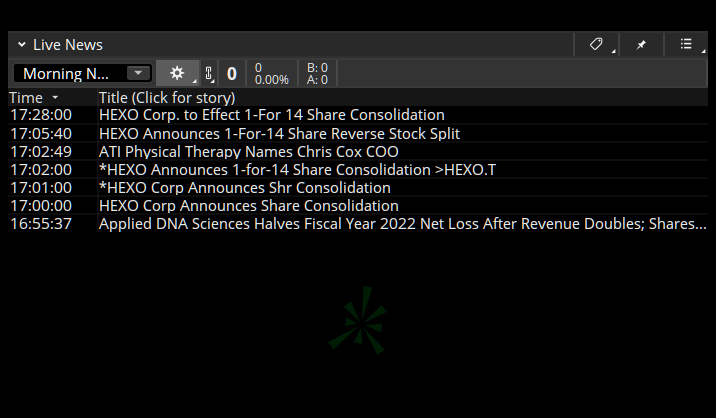 Live News
Morning N... 0 0 B: 0
0.00% A: 0
Time Title (Click for story)
17:28:00 HEXO Corp. to Effect 1-For 14 Share Consolidation
17:05:40 HEXO Announces 1-For-14 Share Reverse Stock Split
17:02:49 ATI Physical Therapy Names Chris Cox COO
17:02:00 *HEXO Announces 1-for-14 Share Consolidation >HEXO.T
17:01:00 *HEXO Corp Announces Shr Consolidation
17:00:00 HEXO Corp Announces Share Consolidation
16:55:37 Applied DNA Sciences Halves Fiscal Year 2022 Net Loss After Revenue Doubles; Shares...